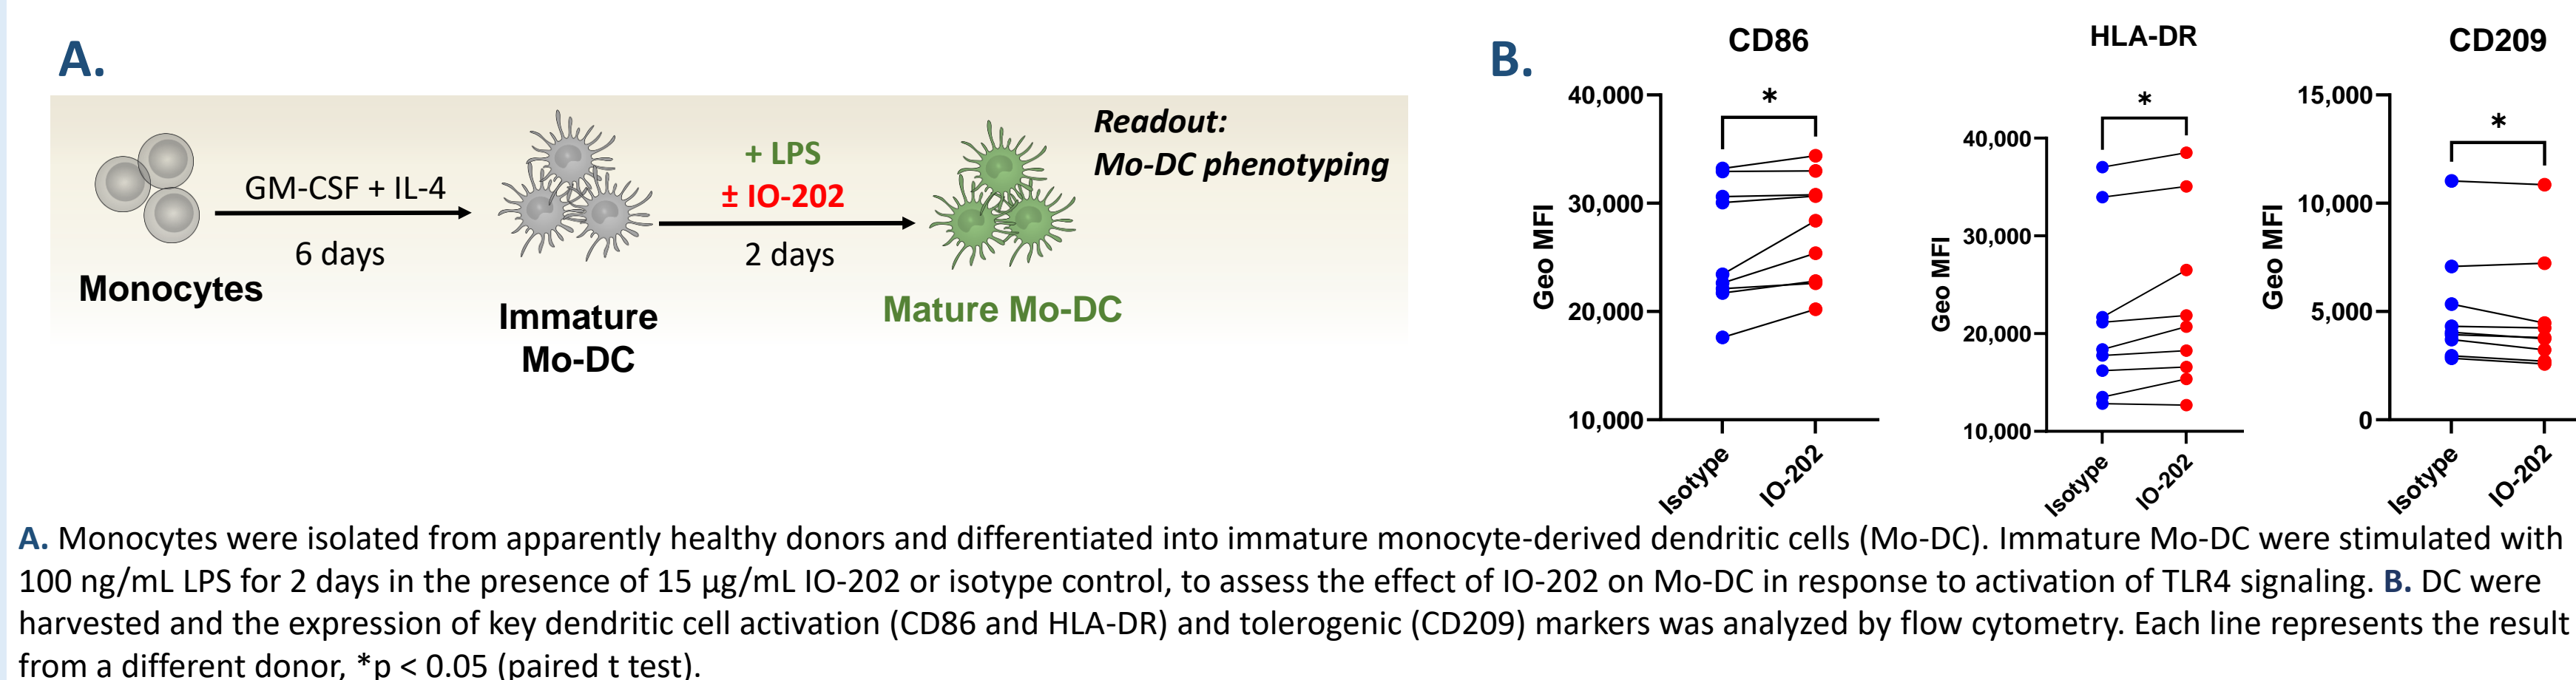 A.
GM-CSF + IL-4
6 days
Monocytes
Immature
Mo-DC
+ LPS
± IO-202
2 days
Mature Mo-DC
Readout:
Mo-DC phenotyping
B.
CD86
40,000
30,000
20,000
10,000
Geo MFI
*
Isotype
IO-202
HLA-DR
40,000
30,000
20,000
10,000
Geo MFI
*
Isotype
IO-202
CD209
15,000
10,000
5,000
0
Geo MFI
*
Isotype
IO-202
A. Monocytes were isolated from apparently healthy donors and differentiated into immature monocyte-derived dendritic cells (Mo-DC). Immature Mo-DC were stimulated with
100 ng/mL LPS for 2 days in the presence of 15 µg/mL IO-202 or isotype control, to assess the effect of IO-202 on Mo-DC in response to activation of TLR4 signaling. B. DC were
harvested and the expression of key dendritic cell activation (CD86 and HLA-DR) and tolerogenic (CD209) markers was analyzed by flow cytometry. Each line represents the result
from a different donor, *p < 0.05 (paired t test).